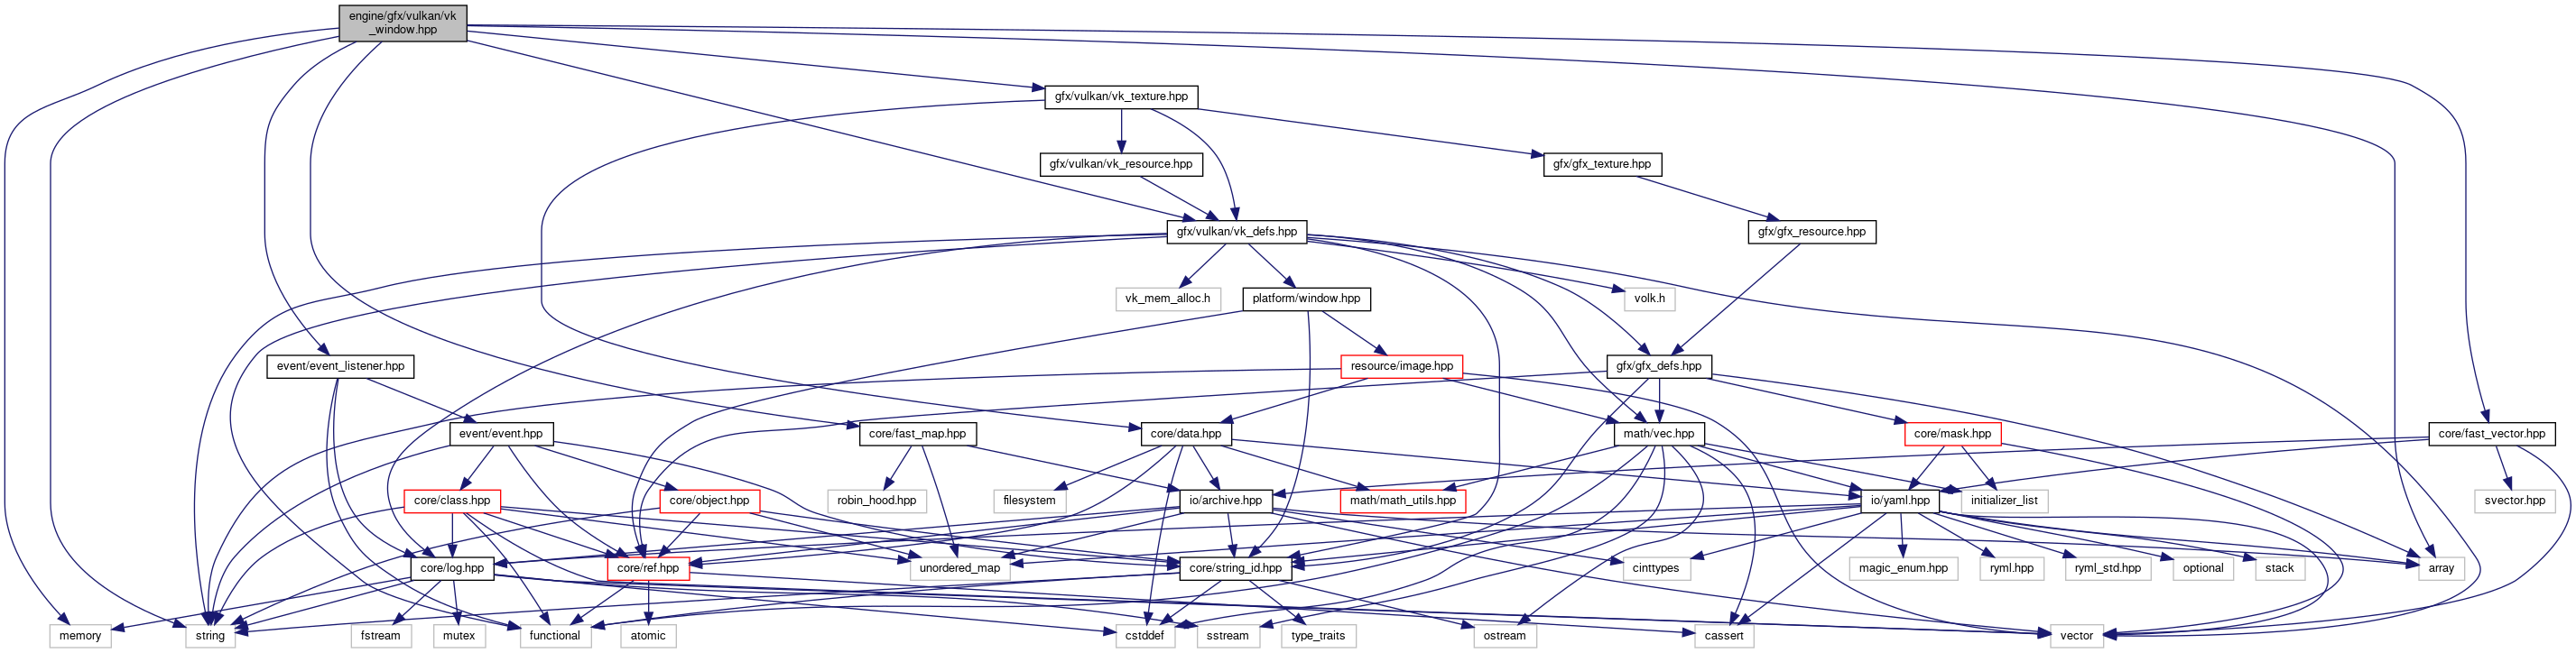 engine/gfx/vulkan/vk
_window.hpp
gfx/vulkan/vk_texture.hpp
gfx/vulkan/vk_resource.hpp
gfx/gfx_texture.hpp
gfx/vulkan/vk_defs.hpp
gfx/gfx_resource.hpp
vk_mem_alloc.h
platform/window.hpp
volk.h
event/event_listener.hpp
resource/image.hpp
gfx/gfx_defs.hpp
event/event.hpp
core/fast_map.hpp
core/data.hpp
math/vec.hpp
core/mask.hpp
core/fast_vector.hpp
core/class.hpp
core/object.hpp
robin_hood.hpp
filesystem
io/archive.hpp
math/math_utils.hpp
io/yaml.hpp
initializer_list
svector.hpp
core/log.hpp
core/ref.hpp
unordered_map
core/string_id.hpp
cinttypes
magic_enum.hpp
ryml.hpp
ryml_std.hpp
optional
stack
array
memory
string
fstream
mutex
functional
atomic
cstddef
sstream
type_traits
ostream
cassert
vector